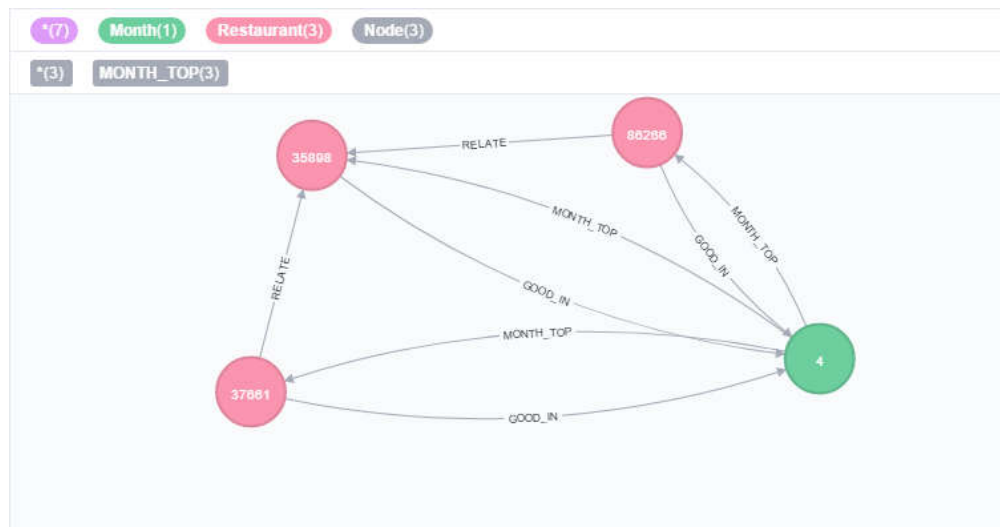 *(7) Month(1) Restaurant(3) Node(3)
*(3) MONTH_TOP(3)
86266
RELATE
35898
MONTH_TOP
MONTH_TOP
GOOD_IN
RELATE
GOOD_IN
MONTH_TOP
4
37661
GOOD_IN